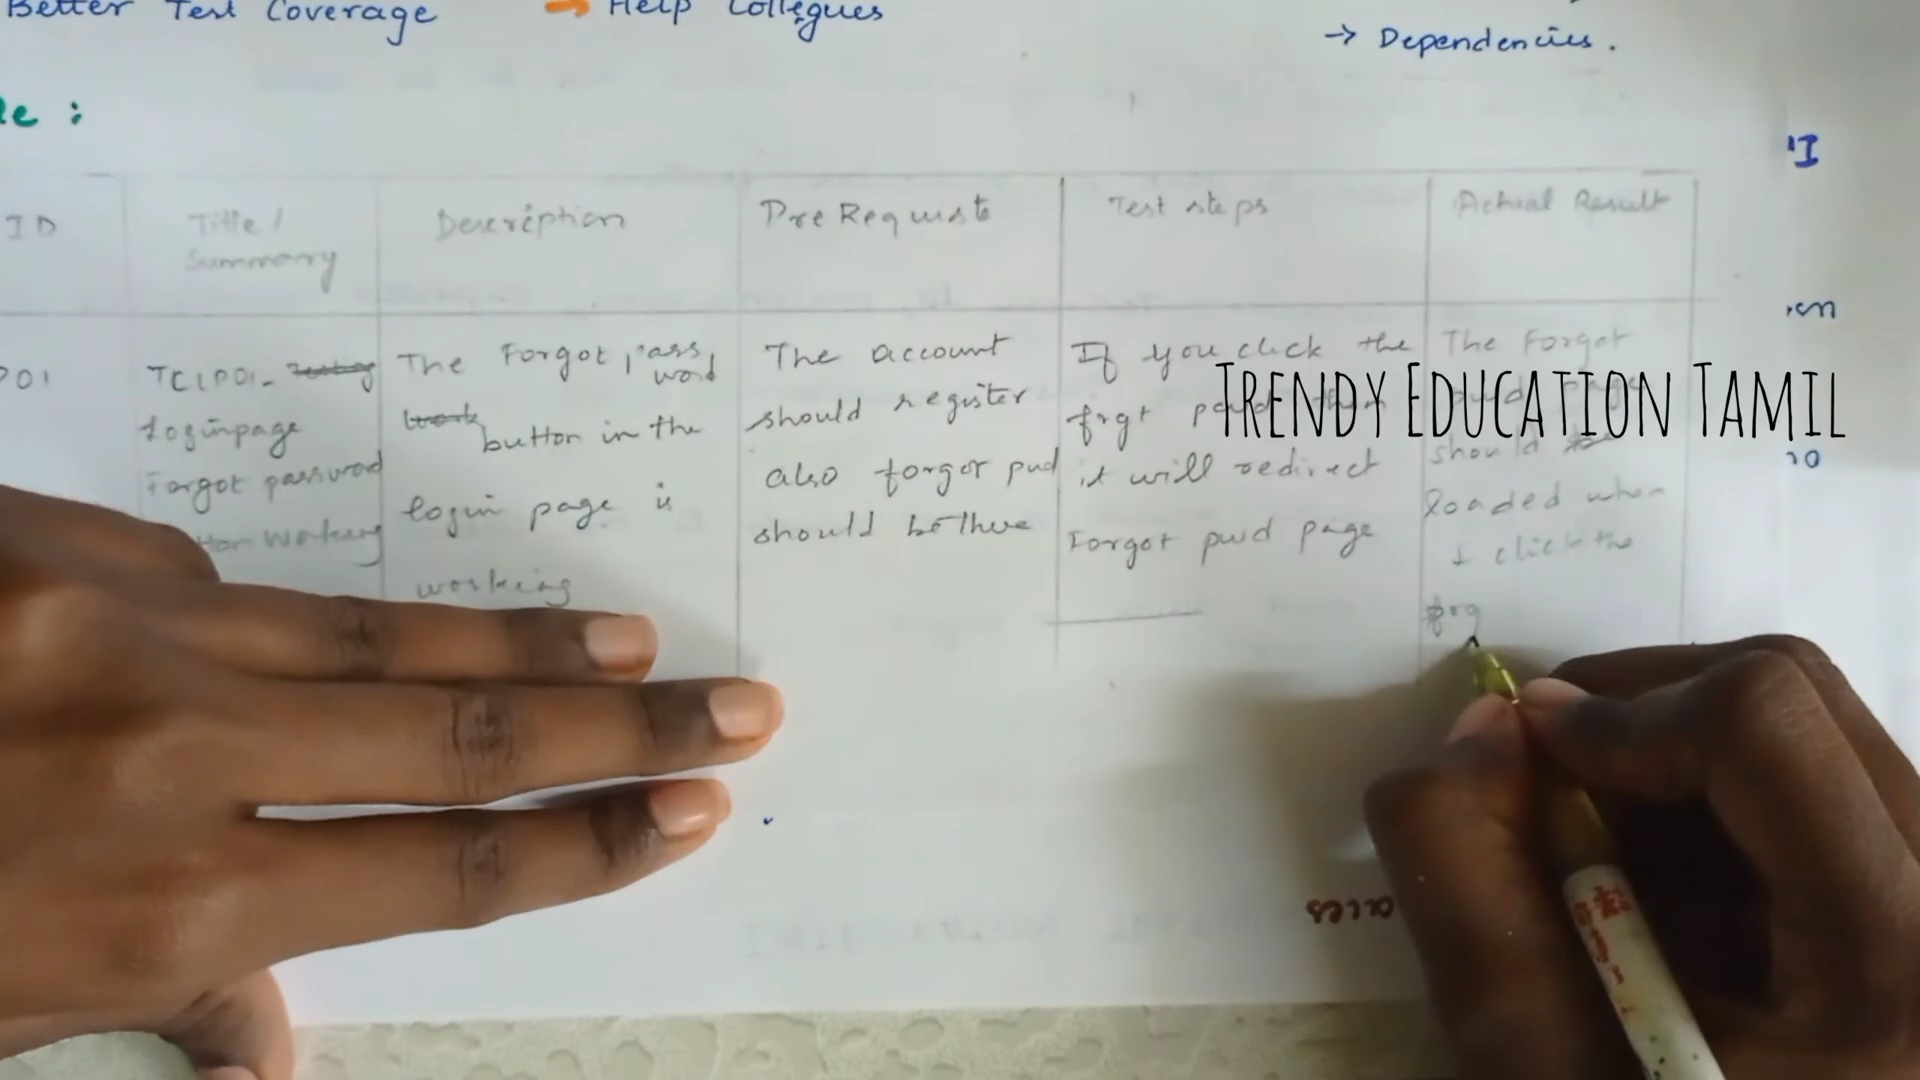 Better Test Coverage
Help Collegues
→ Dependencies.
le :
ID
Title /
Summary
Description
PreRequiste
Test steps
Actual Result
P01
TCLP01-
Loginpage
Forgot password
Working
The Forgot pass
word
button in the
login page is
working
The account
should register
also forgot pwd
should be there
If you click the
frgt
it will redirect
Forgot pwd page
The Forgot
should
loaded when
I click the
frg
TRENDY EDUCATION TAMIL